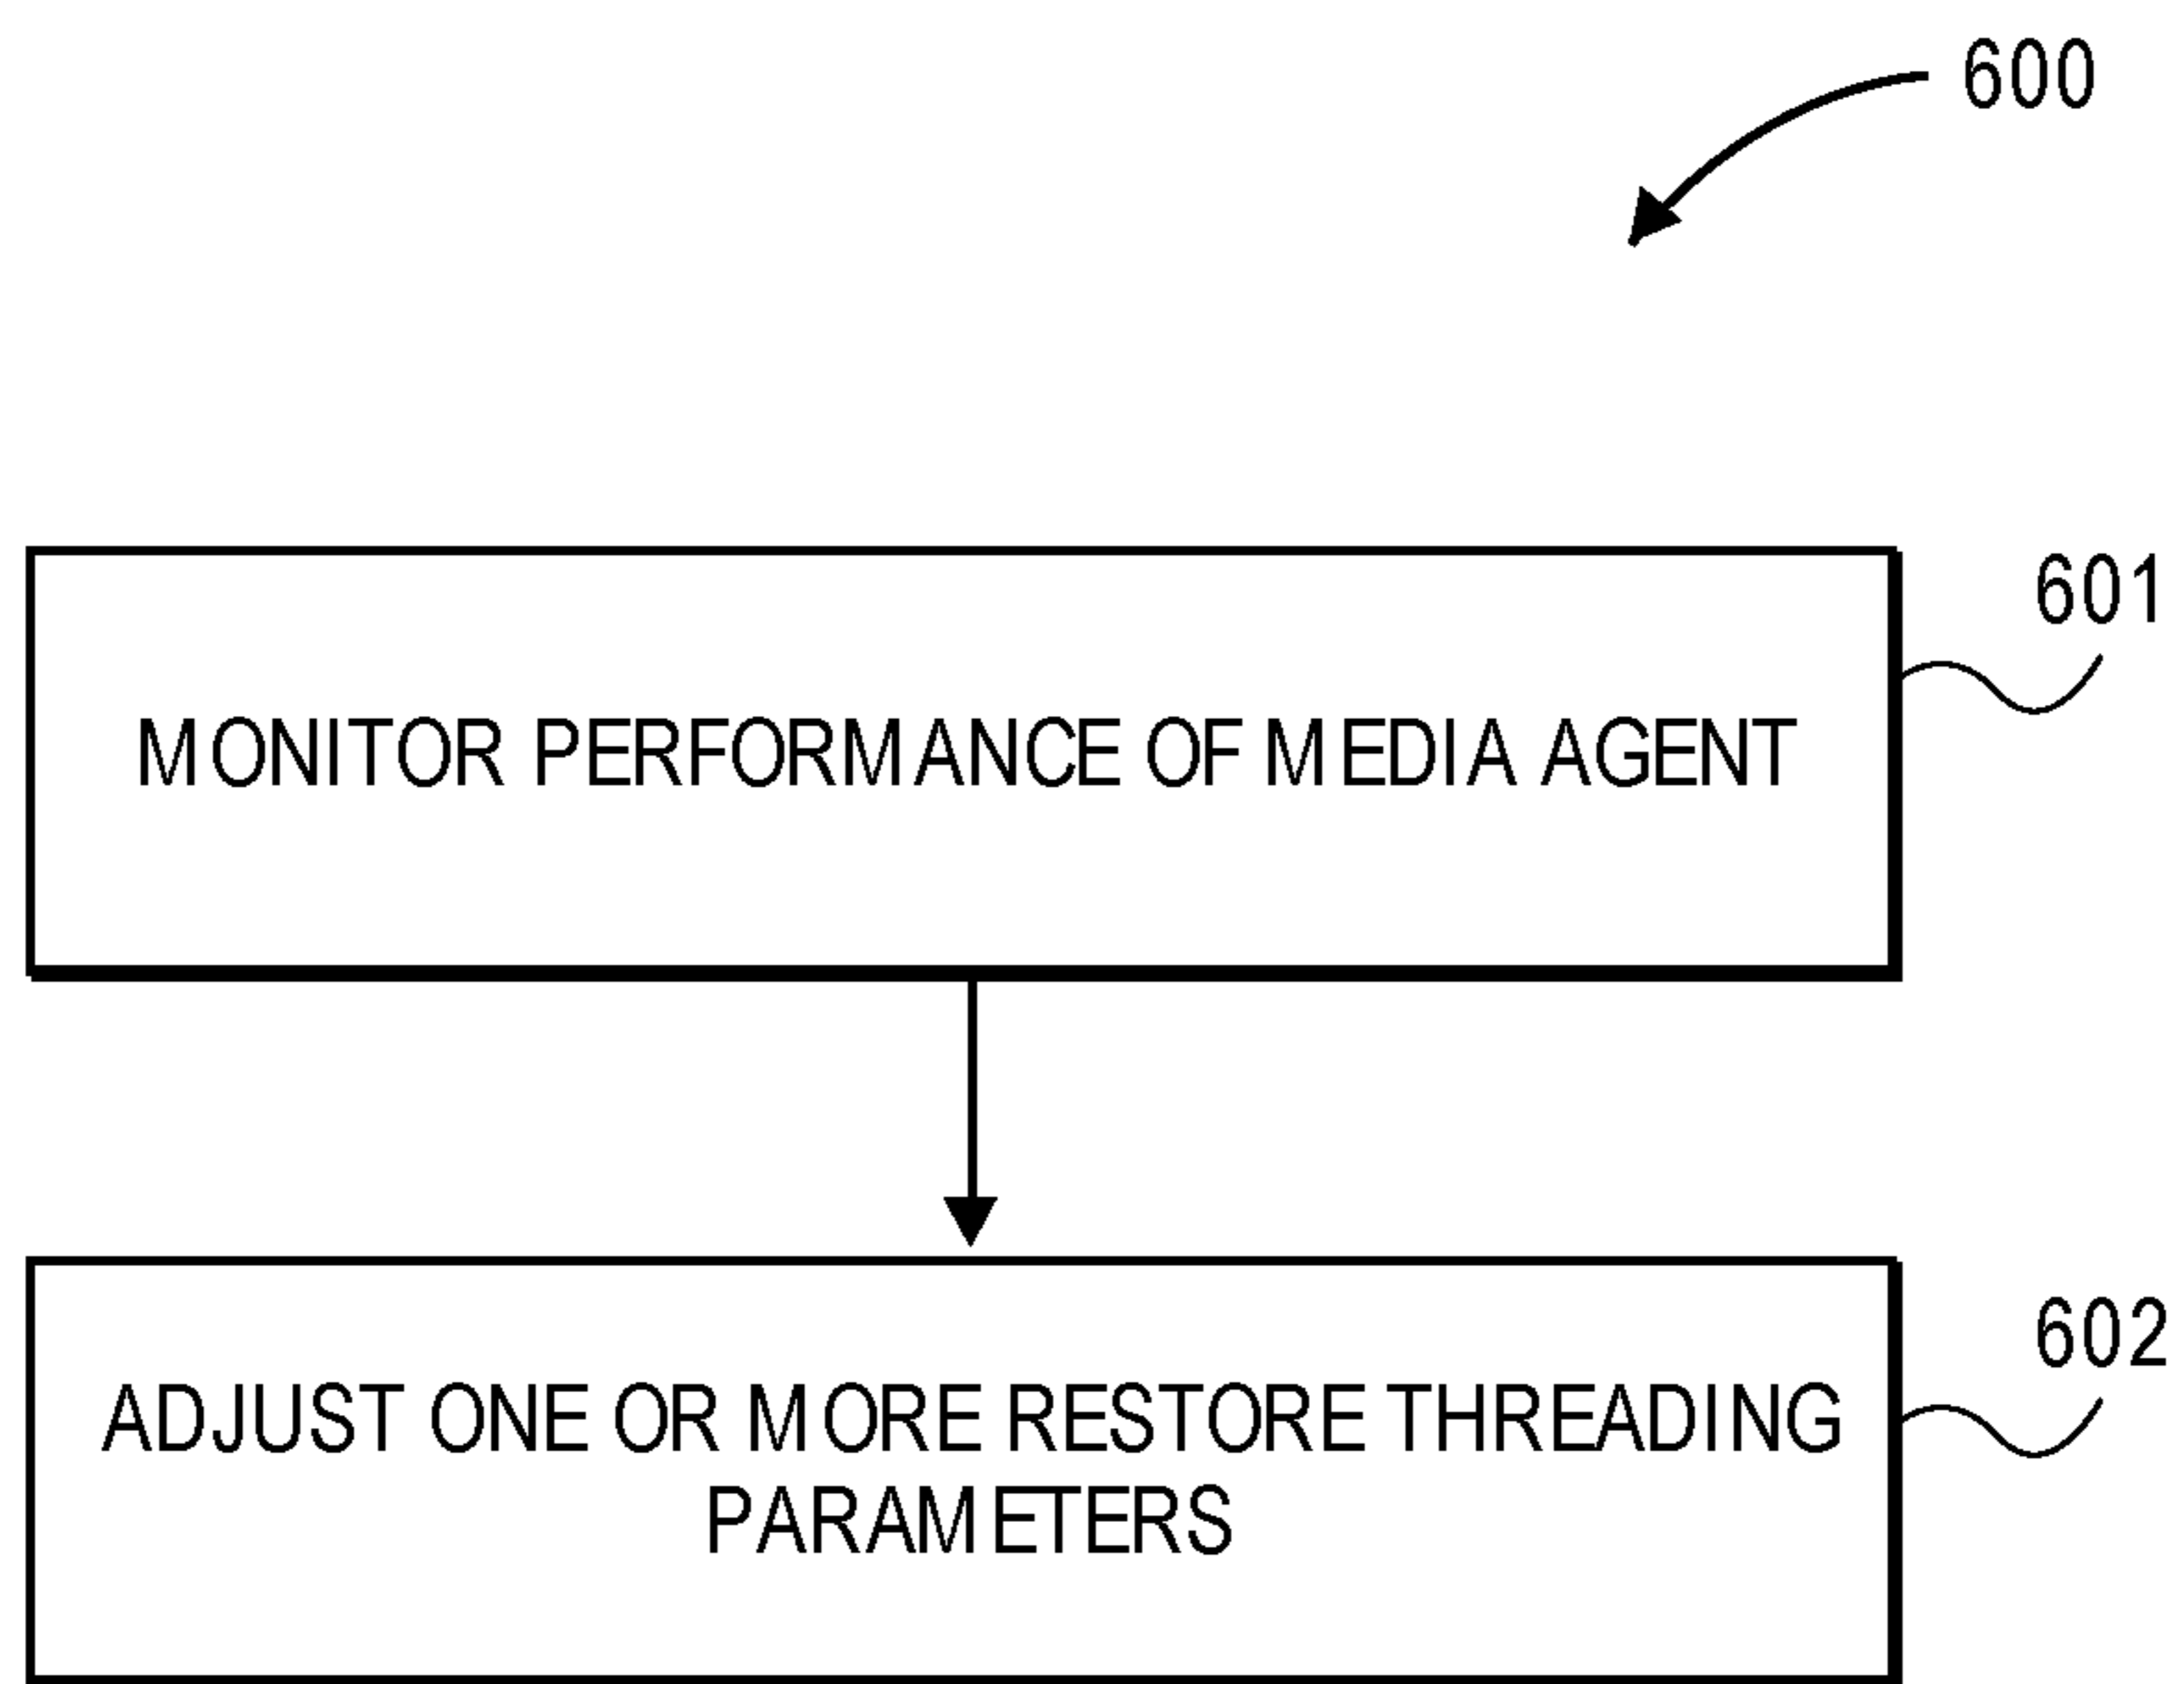 600
601
MONITOR PERFORMANCE OF MEDIA AGENT
602
ADJUST ONE OR MORE RESTORE THREADING
PARAMETERS